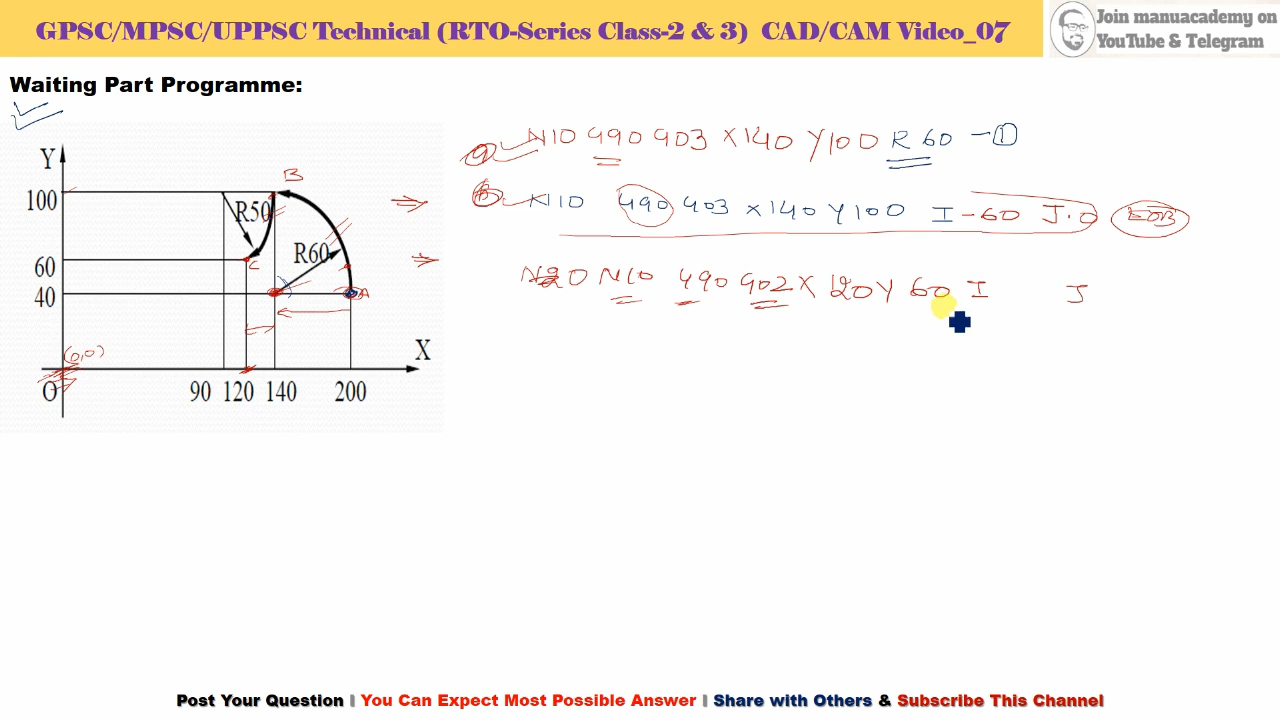 GPSC/MPSC/UPPSC Technical (RTO-Series Class-2 & 3) CAD/CAM Video_07
Join manuacademy on
YouTube & Telegram
Waiting Part Programme:
a N10 G90 G03 X140 Y100 R 60 - 1
b N10 G90 G03 X140 Y100 I -60 J.0 EOB
N20 N10 G90 G02 X 120 Y 60 I J
Y
B
100
R50
R60
60
C
40
A
(0,0)
X
O
90 120 140 200
Post Your Question | You Can Expect Most Possible Answer | Share with Others & Subscribe This Channel